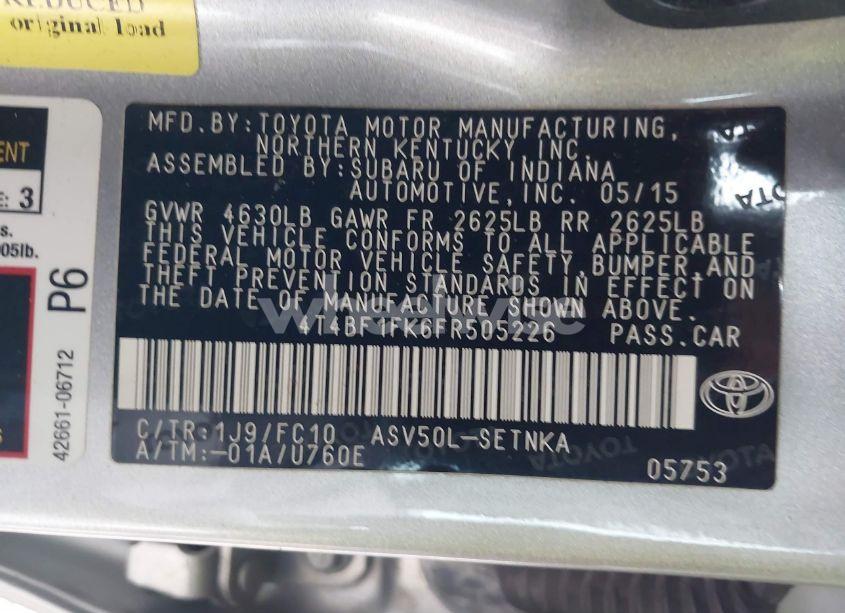 REDUCED
original load
ENT
E: 3
s.
005lb.
P6
42661-06712
MFD.BY:TOYOTA MOTOR MANUFACTURING,
NORTHERN KENTUCKY, INC.
ASSEMBLED BY:SUBARU OF INDIANA
AUTOMOTIVE,INC. 05/15
GVWR 4630LB GAWR FR 2625LB RR 2625LB
THIS VEHICLE CONFORMS TO ALL APPLICABLE
FEDERAL MOTOR VEHICLE SAFETY,BUMPER,AND
THEFT PREVENTION STANDARDS IN EFFECT ON
THE DATE OF MANUFACTURE SHOWN ABOVE.
4T4BF1FK6FR505226 PASS.CAR
C/TR:1J9/FC10 ASV50L-SETNKA
A/TM:-01A/U760E
05753
TOYOTA